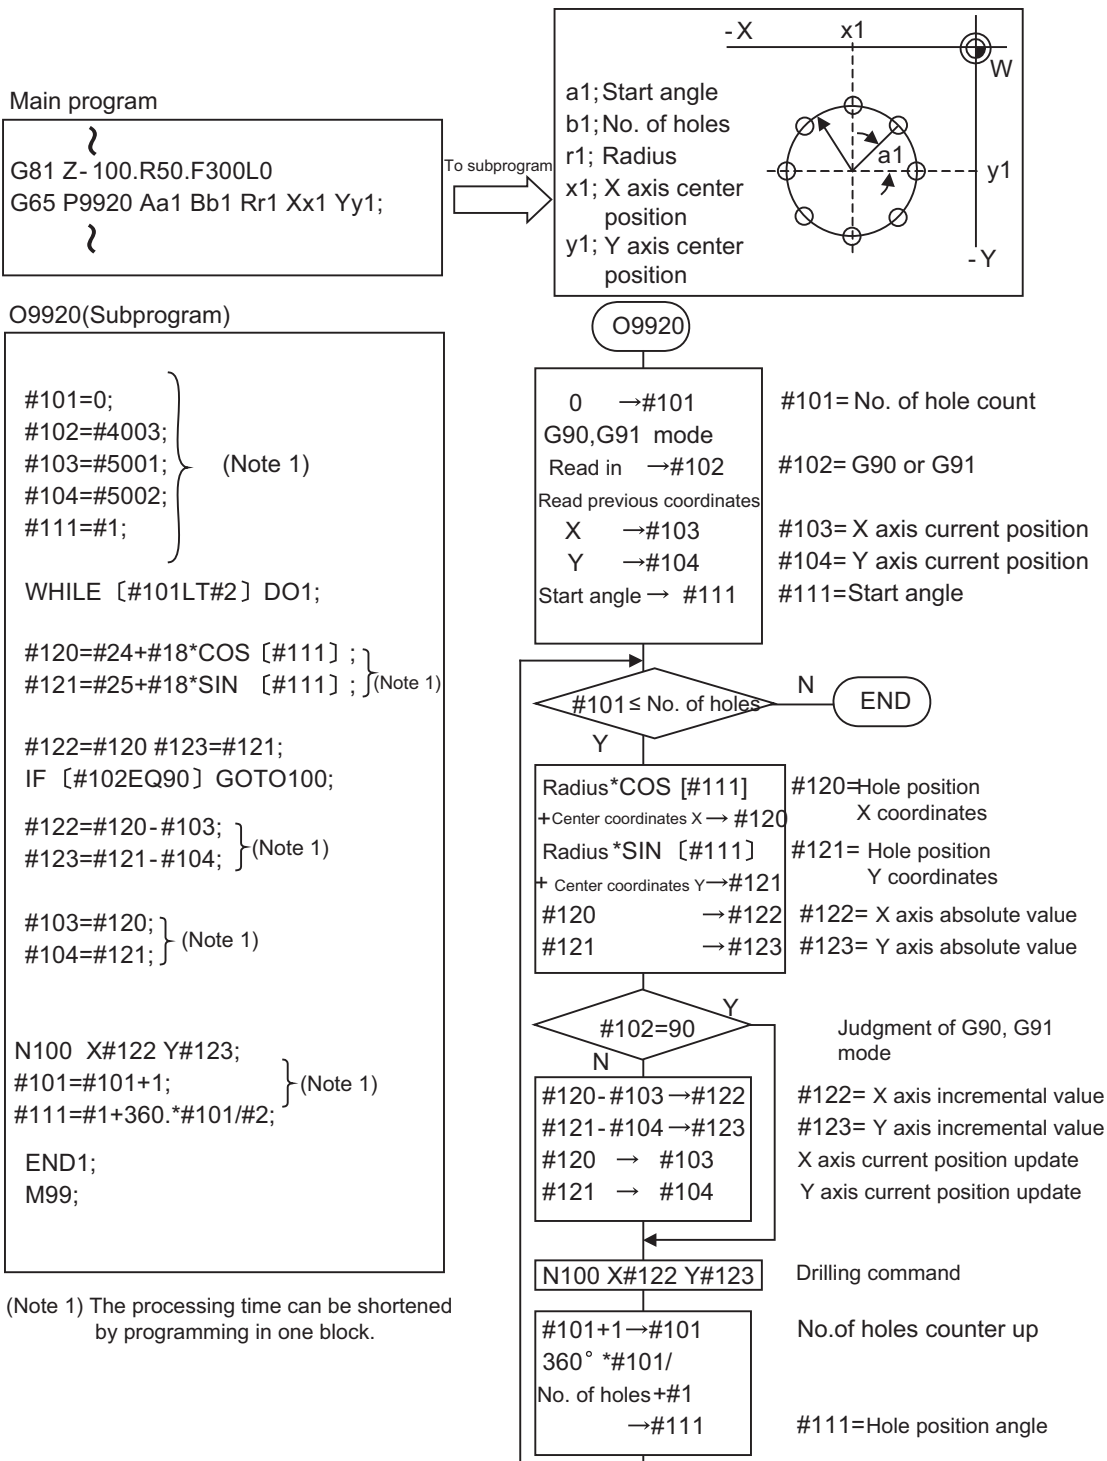 Main program
G81 Z-100.R50.F300L0
G65 P9920 Aa1 Bb1 Rr1 Xx1 Yy1;
To subprogram
-X
x1
W
a1;Start angle
b1;No. of holes
r1; Radius
x1; X axis center
position
y1; Y axis center
position
a1
y1
-Y
O9920(Subprogram)
#101=0;
#102=#4003;
#103=#5001;
#104=#5002;
#111=#1;
(Note 1)
WHILE〔#101LT#2〕DO1;
#120=#24+#18*COS〔#111〕;
#121=#25+#18*SIN 〔#111〕;
(Note 1)
#122=#120 #123=#121;
IF〔#102EQ90〕GOTO100;
#122=#120-#103;
#123=#121-#104;
(Note 1)
#103=#120;
#104=#121;
(Note 1)
N100 X#122 Y#123;
#101=#101+1;
#111=#1+360.*#101/#2;
(Note 1)
END1;
M99;
(Note 1) The processing time can be shortened
by programming in one block.
O9920
0 →#101
#101= No. of hole count
G90,G91 mode
Read in →#102
#102= G90 or G91
Read previous coordinates
X →#103
#103= X axis current position
Y →#104
#104= Y axis current position
Start angle → #111
#111=Start angle
#101 ≤ No. of holes
N
END
Y
Radius*COS [#111]
#120=Hole position
X coordinates
+Center coordinates X → #120
Radius *SIN〔#111〕
#121= Hole position
Y coordinates
+ Center coordinates Y→#121
#120 →#122
#122= X axis absolute value
#121 →#123
#123= Y axis absolute value
#102=90
Y
N
Judgment of G90, G91
mode
#120-#103→#122
#122= X axis incremental value
#121-#104→#123
#123= Y axis incremental value
#120 → #103
X axis current position update
#121 → #104
Y axis current position update
N100 X#122 Y#123
Drilling command
#101+1→#101
No.of holes counter up
360° *#101/
No. of holes+#1
→#111
#111=Hole position angle